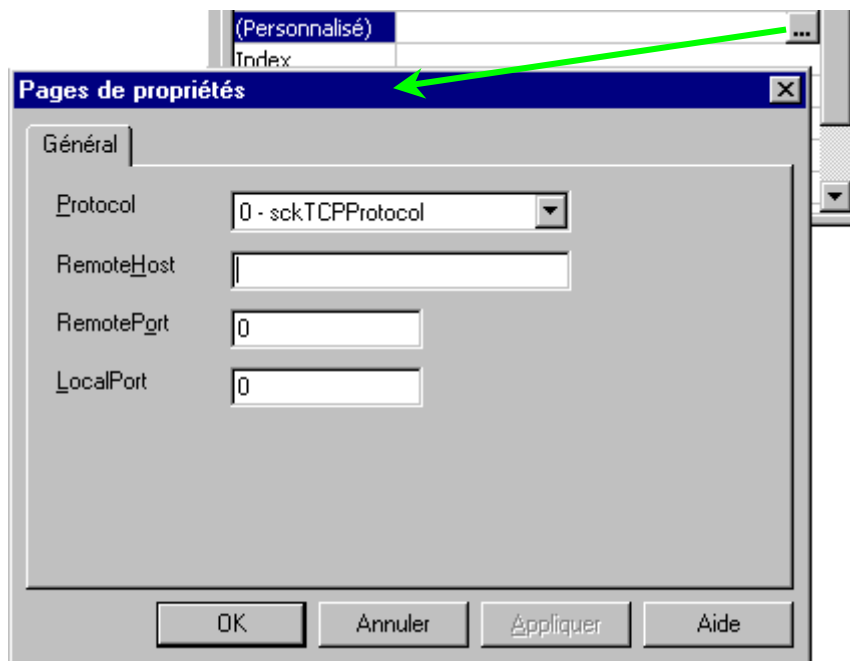 (Personnalisé) ...
Index
Pages de propriétés
Général
Protocol 0 - sckTCPProtocol
RemoteHost
RemotePort 0
LocalPort 0
OK Annuler Appliquer Aide